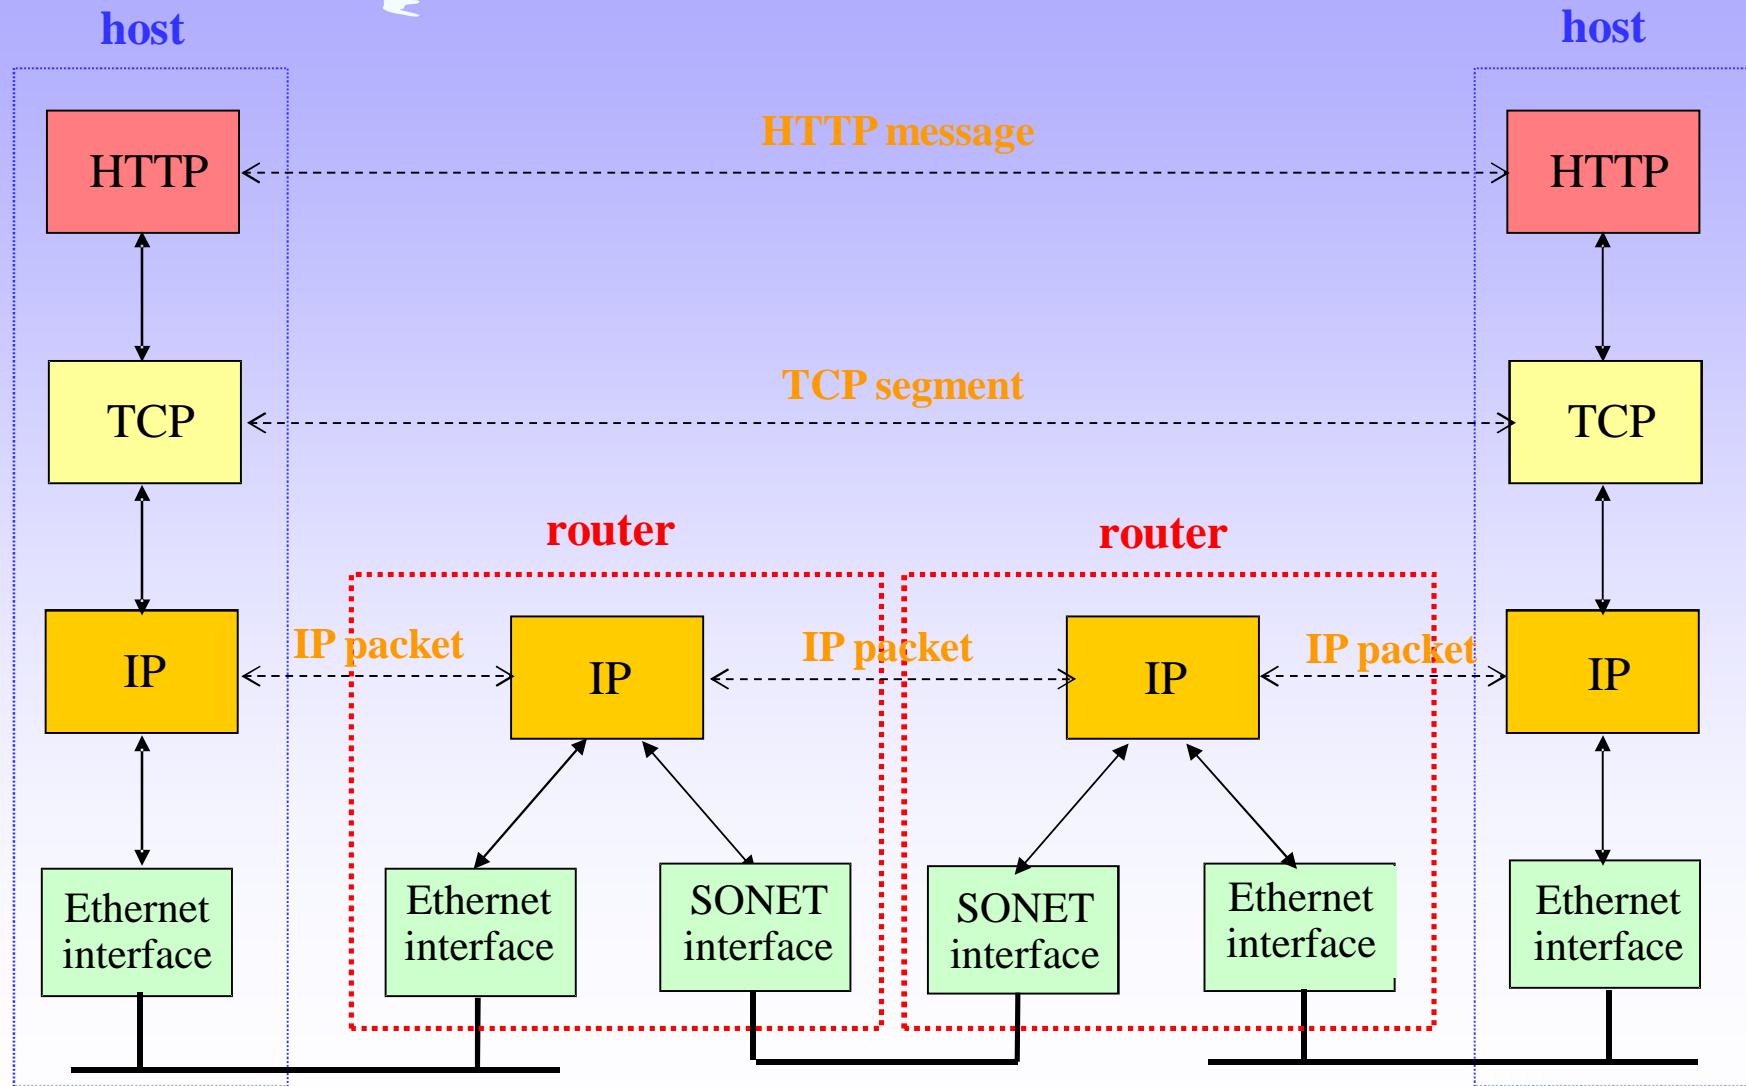 host
host
HTTP
HTTP message
HTTP
TCP
TCP segment
TCP
router
router
IP
IP packet
IP
IP packet
IP
IP packet
IP
Ethernet
interface
Ethernet
interface
SONET
interface
SONET
interface
Ethernet
interface
Ethernet
interface